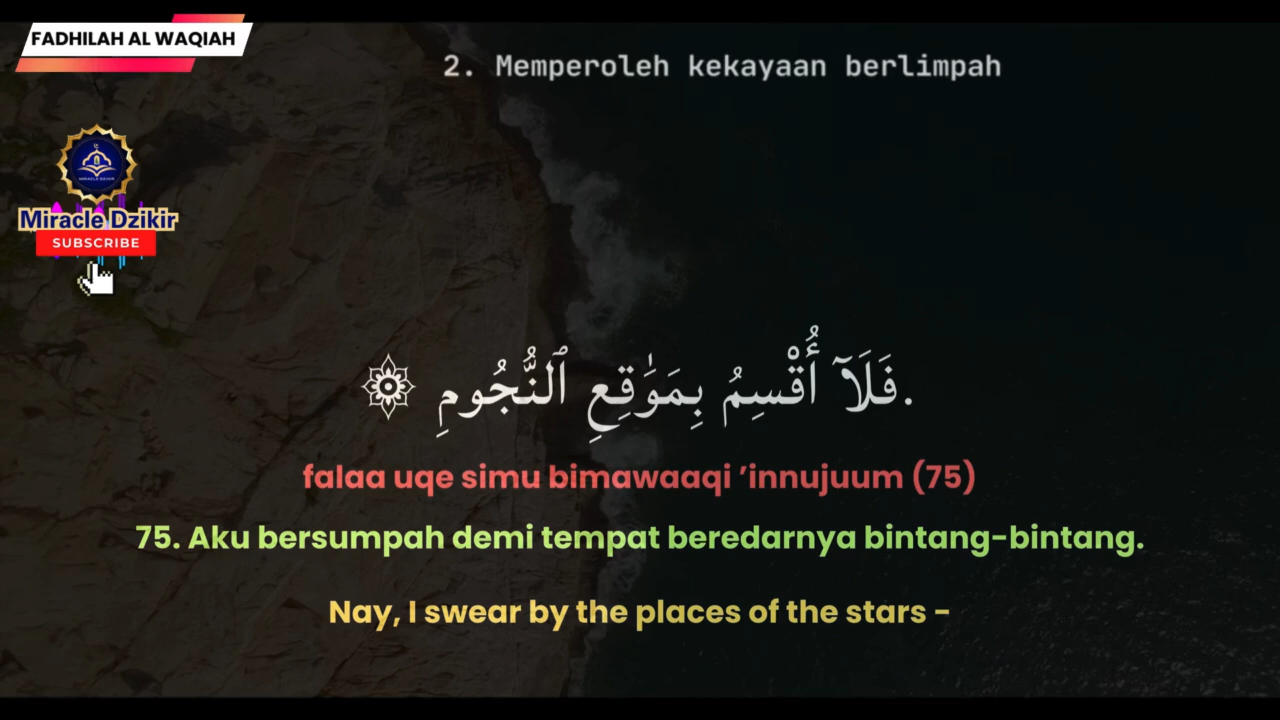 FADHILAH AL WAQIAH
2. Memperoleh kekayaan berlimpah
Miracle Dzikir
SUBSCRIBE
فَلَآ أُقْسِمُ بِمَوَٰقِعِ ٱلنُّجُومِ ۞.
falaa uqe simu bimawaaqi ’innujuum (75)
75. Aku bersumpah demi tempat beredarnya bintang-bintang.
Nay, I swear by the places of the stars -